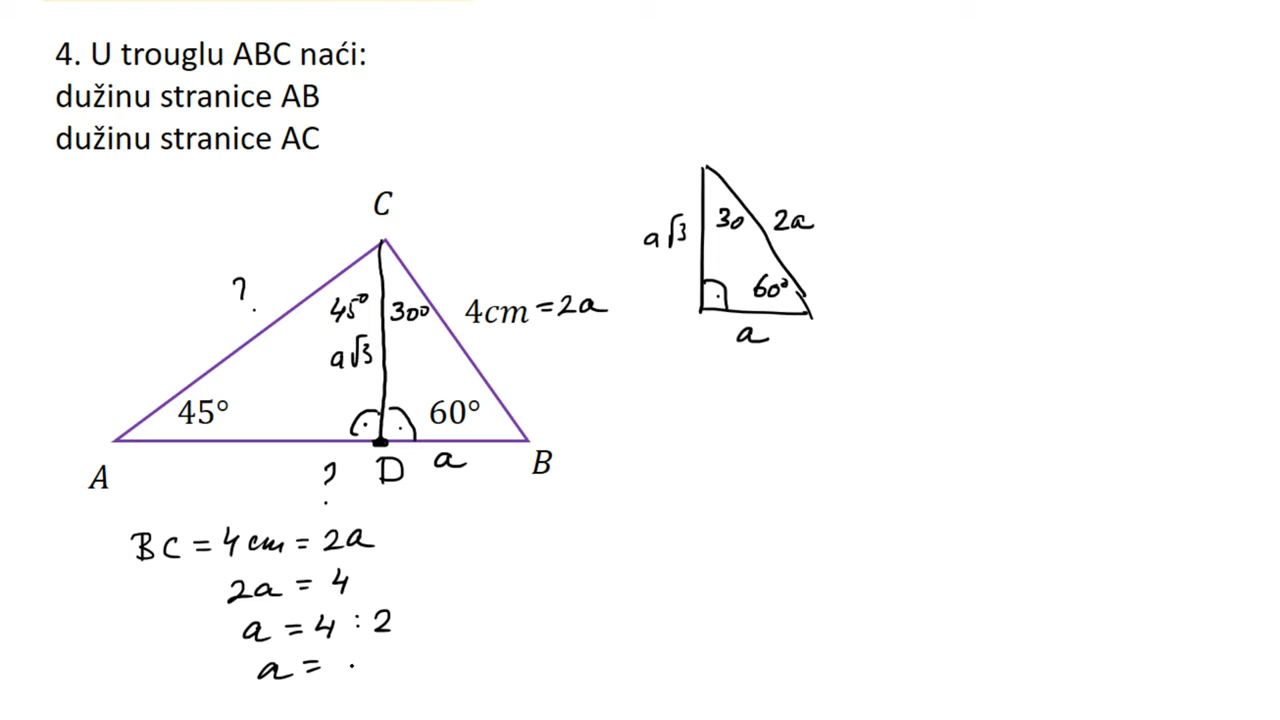 4. U trouglu ABC naći:
dužinu stranice AB
dužinu stranice AC
C
?
45°
30°
4cm = 2a
a√3
45°
60°
A
?
D
a
B
a√3
30
2a
60°
a
BC = 4 cm = 2a
2a = 4
a = 4 : 2
a =